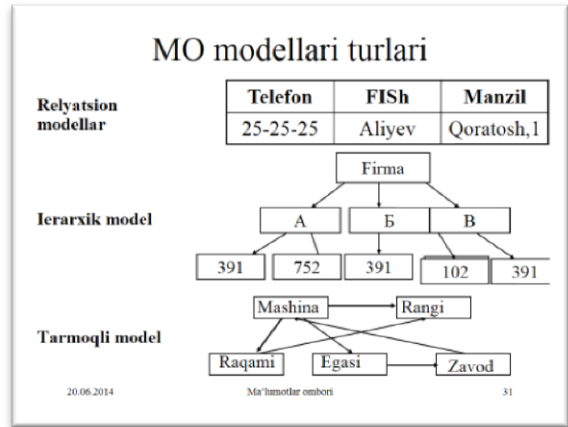 MO modellari turlari
Relyatsion modellar
Telefon FISh Manzil
25-25-25 Aliyev Qoratosh,1
Ierarxik model
Firma
А Б В
391 752 391 102 391
Tarmoqli model
Mashina Rangi
Raqami Egasi Zavod
20.06.2014 Ma'lumotlar ombori 31